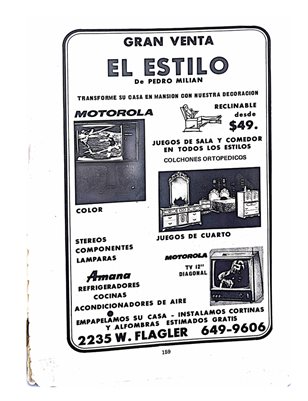 GRAN VENTA
EL ESTILO
De PEDRO MILIAN
TRANSFORME SU CASA EN MANSION CON NUESTRA DECORACION
MOTOROLA
RECLINABLE
desde
$49.
JUEGOS DE SALA Y COMEDOR
EN TODOS LOS ESTILOS
COLCHONES ORTOPEDICOS
COLOR
JUEGOS DE CUARTO
STEREOS
COMPONENTES
LAMPARAS
MOTOROLA
TV 12"
DIAGONAL
Amana
REFRIGERADORES
COCINAS
ACONDICIONADORES DE AIRE
EMPAPELAMOS SU CASA - INSTALAMOS CORTINAS
Y ALFOMBRAS ESTIMADOS GRATIS
2235 W. FLAGLER 649-9606
159